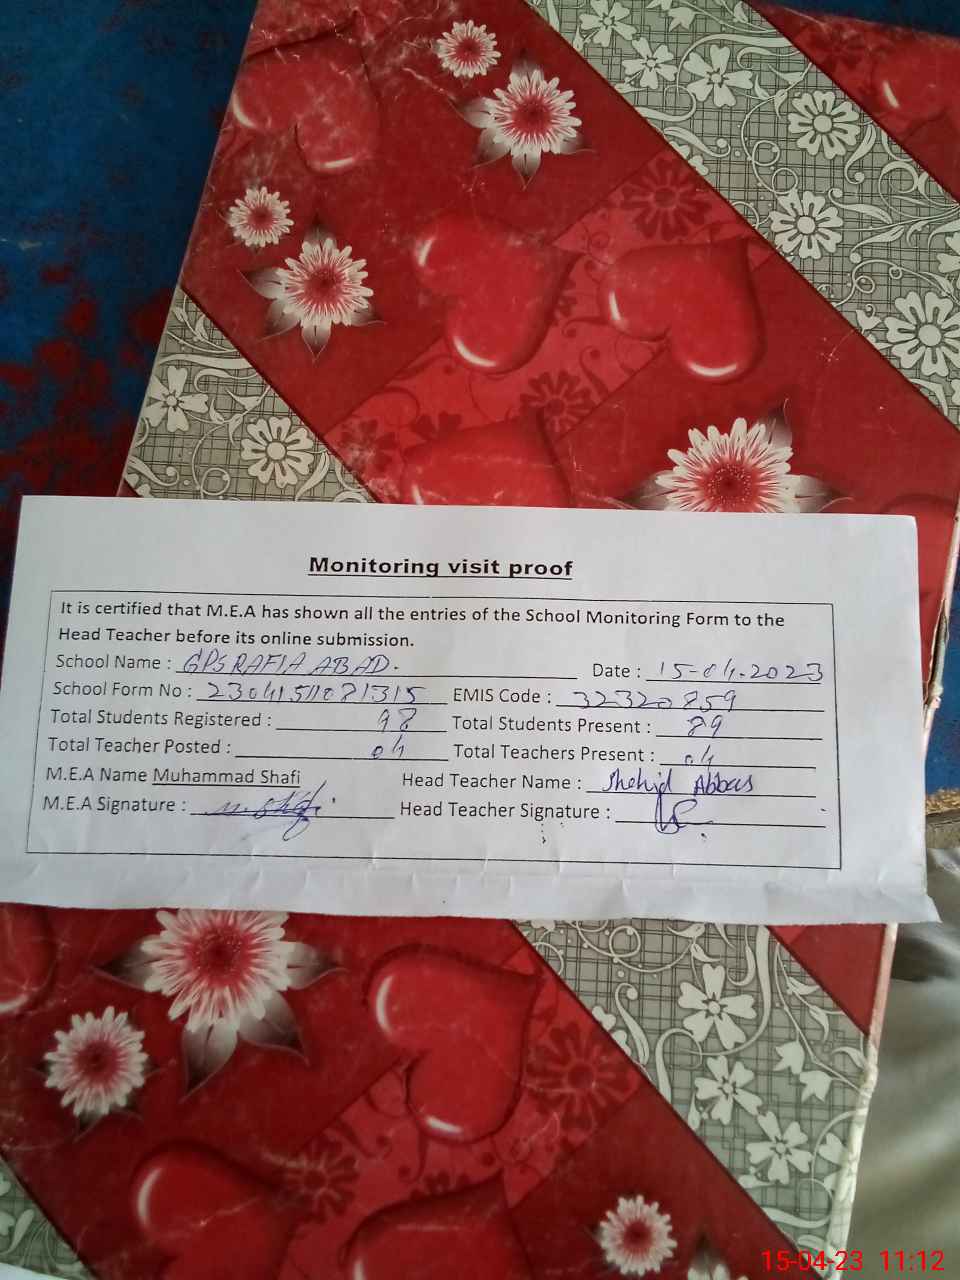 Monitoring visit proof
It is certified that M.E.A has shown all the entries of the School Monitoring Form to the
Head Teacher before its online submission.
School Name : GPS RAFIA ABAD. Date : 15-04.2023
School Form No : 23041511081315 EMIS Code : 32320859
Total Students Registered : 98 Total Students Present : 89
Total Teacher Posted : 04 Total Teachers Present : 04
M.E.A Name Muhammad Shafi Head Teacher Name : Shahid Abbas
M.E.A Signature : Head Teacher Signature :
15-04-23 11:12